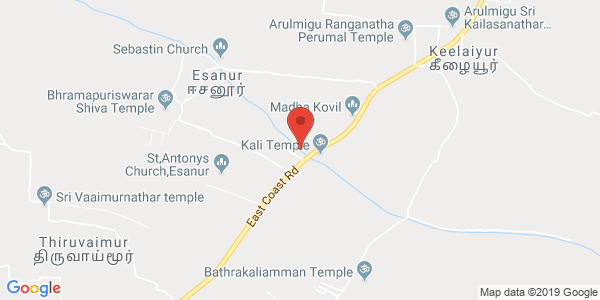 Arulmigu Ranganatha
Perumal Temple
Arulmigu Sri
Kailasanathar...
Keelaiyur
கீழையூர்
Sebastin Church
Esanur
ஈசனூர்
Bhramapuriswarar
Shiva Temple
Madha Kovil
Kali Temple
St,Antonys
Church,Esanur
East Coast Rd
Sri Vaaimurnathar temple
Thiruvaimur
திருவாய்மூர்
Bathrakaliamman Temple
Google
Map data ©2019 Google